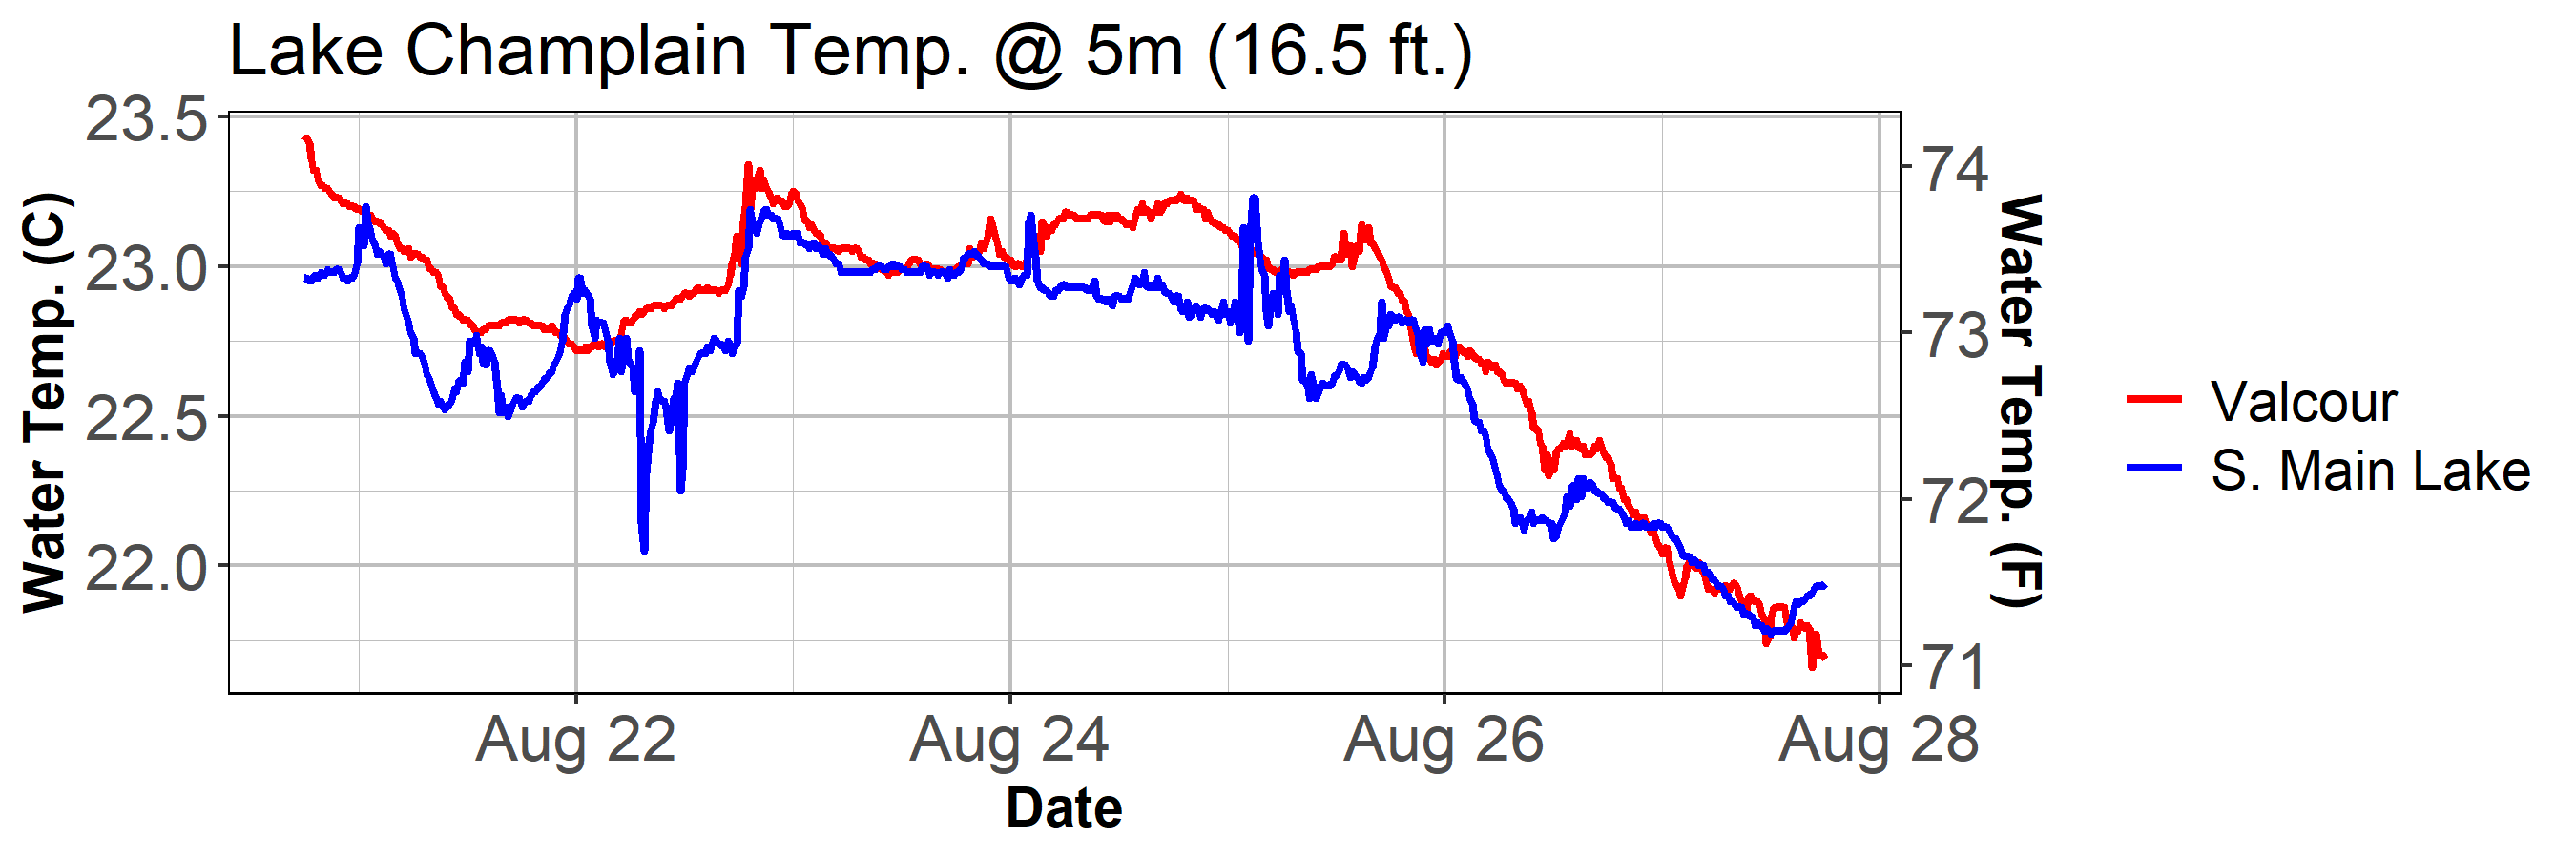 Lake Champlain Temp. @ 5m (16.5 ft.)
23.5
23.0
22.5
22.0
Water Temp. (C)
74
73
72
71
Water Temp. (F)
Aug 22
Aug 24
Aug 26
Aug 28
Date
Valcour
S. Main Lake